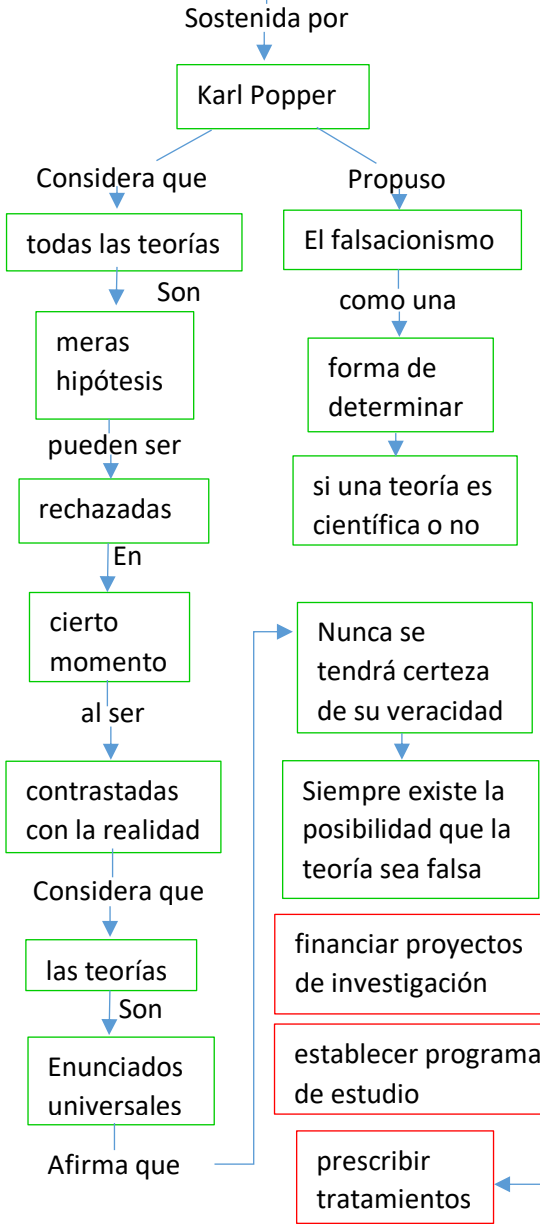 Sostenida por
Karl Popper
Considera que
todas las teorías
Son
meras
hipótesis
pueden ser
rechazadas
En
cierto
momento
al ser
contrastadas
con la realidad
Considera que
las teorías
Son
Enunciados
universales
Afirma que
Propuso
El falsacionismo
como una
forma de
determinar
si una teoría es
científica o no
Nunca se
tendrá certeza
de su veracidad
Siempre existe la
posibilidad que la
teoría sea falsa
financiar proyectos
de investigación
establecer programa
de estudio
prescribir
tratamientos